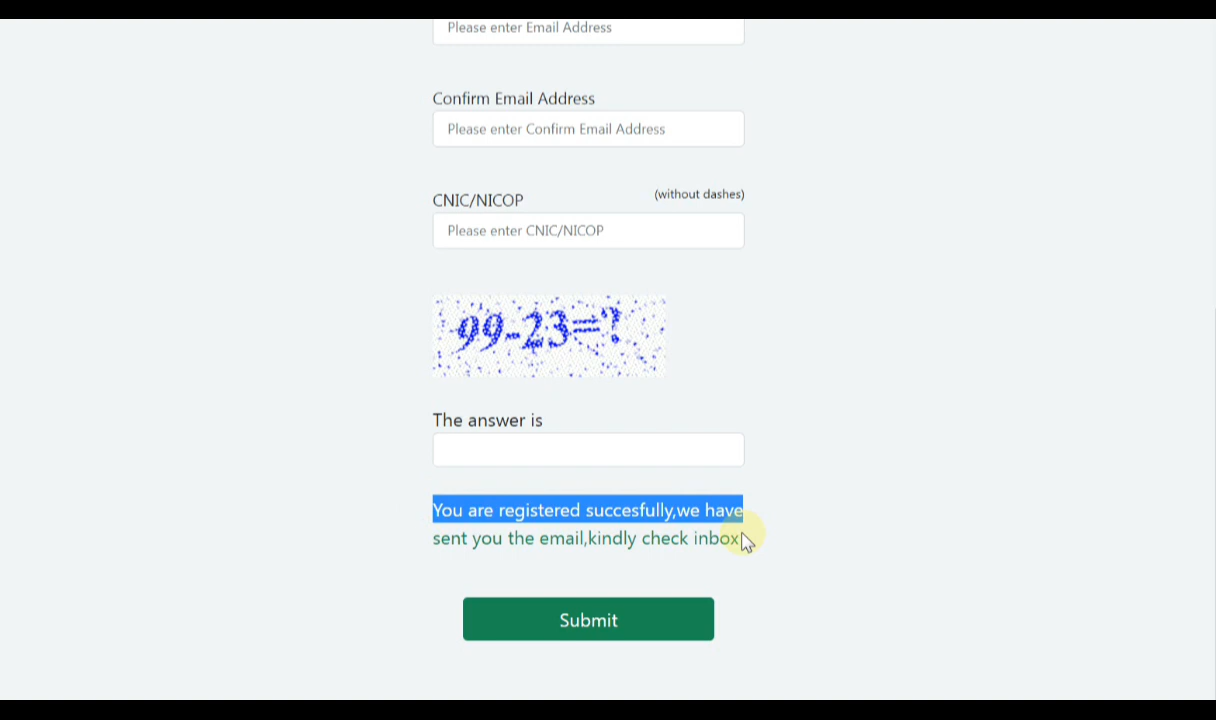 Please enter Email Address
Confirm Email Address
Please enter Confirm Email Address
CNIC/NICOP (without dashes)
Please enter CNIC/NICOP
99-23=?
The answer is
You are registered succesfully,we have
sent you the email,kindly check inbox
Submit